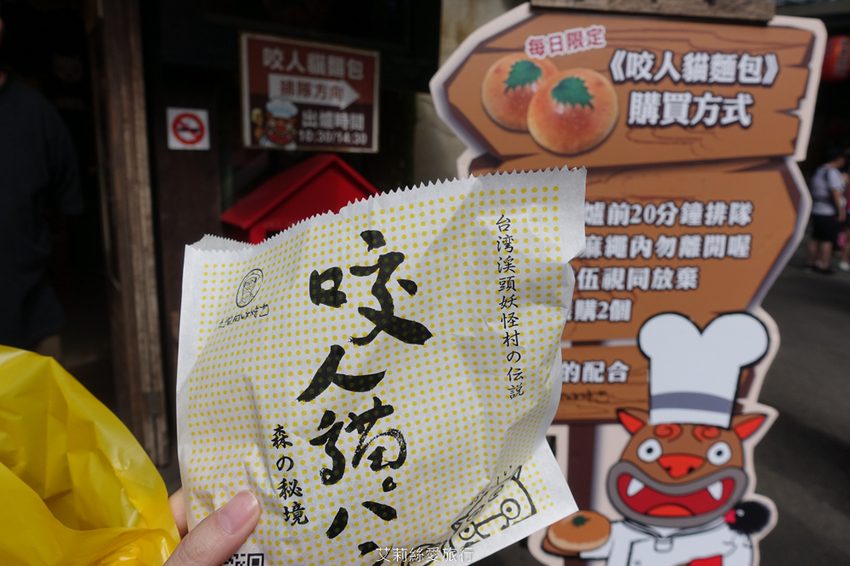 咬人貓麵包
排隊方向
出爐時間
10:30/14:30
每日限定
《咬人貓麵包》
購買方式
爐前20分鐘排隊
麻繩內勿離開喔
伍視同放棄
購2個
的配合
台湾溪頭妖怪村の伝説
咬人貓パン
森の秘境
艾莉絲愛旅行